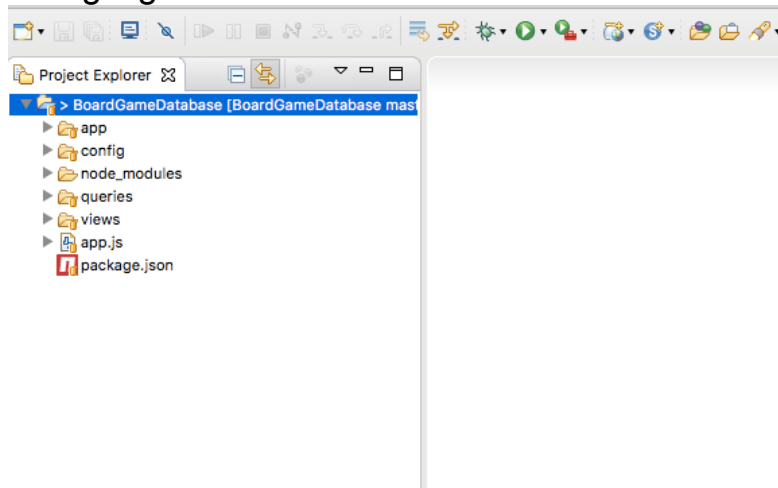 Project Explorer
> BoardGameDatabase [BoardGameDatabase mast
app
config
node_modules
queries
views
app.js
package.json